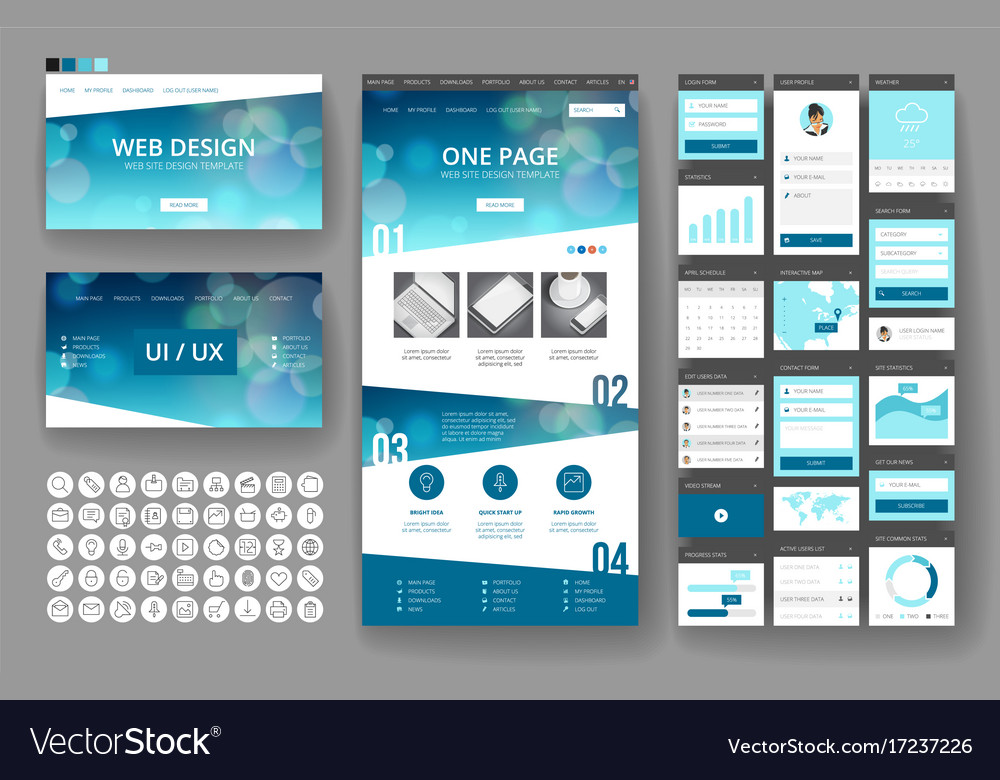 HOME MY PROFILE DASHBOARD LOG OUT (USER NAME)
WEB DESIGN
WEB SITE DESIGN TEMPLATE
READ MORE
MAIN PAGE PRODUCTS DOWNLOADS PORTFOLIO ABOUT US CONTACT
MAIN PAGE
PRODUCTS
DOWNLOADS
NEWS
UI / UX
PORTFOLIO
ABOUT US
CONTACT
ARTICLES
12
MAIN PAGE PRODUCTS DOWNLOADS PORTFOLIO ABOUT US CONTACT ARTICLES EN
HOME MY PROFILE DASHBOARD LOG OUT (USER NAME) SEARCH
ONE PAGE
WEB SITE DESIGN TEMPLATE
READ MORE
01
Lorem ipsum dolor
sit amet, consectetur
Lorem ipsum dolor
sit amet, consectetur
adipiscing elit, sed
Lorem ipsum dolor
sit amet, consectetur
02
Lorem ipsum dolor sit
amet, consectetur
adipiscing elit, sed do
eiusmod tempor incididunt
ut labore et dolore magna
aliqua. Ut enim ad minim
03
BRIGHT IDEA
Lorem ipsum dolor
sit amet, consectetur
QUICK START UP
Lorem ipsum dolor
sit amet, consectetur
adipiscing elit, sed
RAPID GROWTH
Lorem ipsum dolor
sit amet, consectetur
04
MAIN PAGE
PRODUCTS
DOWNLOADS
NEWS
PORTFOLIO
ABOUT US
CONTACT
ARTICLES
HOME
MY PROFILE
DASHBOARD
LOG OUT
LOGIN FORM ×
YOUR NAME
PASSWORD
SUBMIT
STATISTICS
APRIL SCHEDULE ×
MO TU WE TH FR SA SU
1 2 3 4 5 6 7
8 9 10 11 12 13 14
15 16 17 18 19 20 21
22 23 24 25 26 27 28
29 30
EDIT USERS DATA ×
USER NUMBER ONE DATA
USER NUMBER TWO DATA
USER NUMBER THREE DATA
USER NUMBER FOUR DATA
USER NUMBER FIVE DATA
VIDEO STREAM ×
PROGRESS STATS ×
55%
USER PROFILE ×
YOUR NAME
YOUR E-MAIL
ABOUT
SAVE
INTERACTIVE MAP ×
PLACE
CONTACT FORM ×
YOUR NAME
YOUR E-MAIL
YOUR MESSAGE
SUBMIT
ACTIVE USERS LIST ×
USER ONE DATA
USER TWO DATA
USER THREE DATA
USER FOUR DATA
WEATHER ×
25°
MO TU WE TH FR SA SU
SEARCH FORM ×
CATEGORY
SUBCATEGORY
SEARCH QUERY
SEARCH
USER LOGIN NAME
USER STATUS
SITE STATISTICS ×
65%
GET OUR NEWS ×
YOUR E-MAIL
SUBSCRIBE
SITE COMMON STATS ×
ONE TWO THREE
VectorStock®
VectorStock.com/17237226